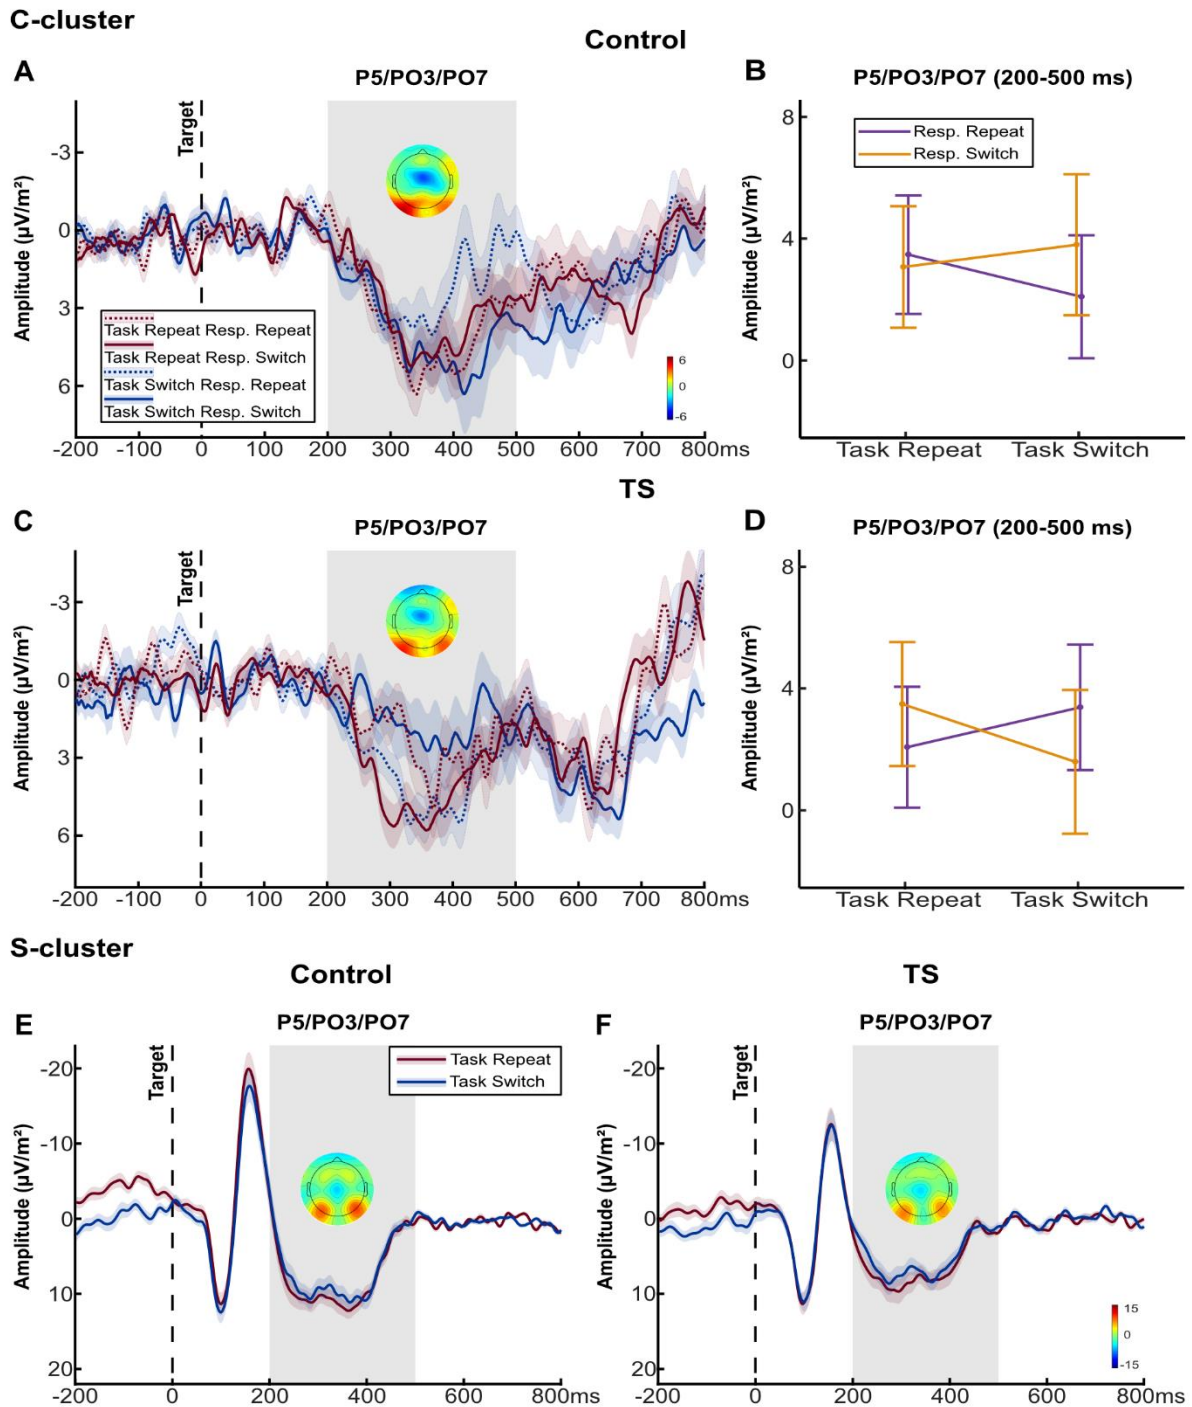 C-cluster
Control
A
P5/PO3/PO7
Target
Amplitude (μV/m²)
-3
0
3
6
Task Repeat Resp. Repeat
Task Repeat Resp. Switch
Task Switch Resp. Repeat
Task Switch Resp. Switch
6
0
-6
-200 -100 0 100 200 300 400 500 600 700 800ms
B
P5/PO3/PO7 (200-500 ms)
Resp. Repeat
Resp. Switch
Amplitude (μV/m²)
8
4
0
Task Repeat Task Switch
TS
C
P5/PO3/PO7
Target
Amplitude (μV/m²)
-3
0
3
6
-200 -100 0 100 200 300 400 500 600 700 800ms
D
P5/PO3/PO7 (200-500 ms)
Amplitude (μV/m²)
8
4
0
Task Repeat Task Switch
S-cluster
Control
E
P5/PO3/PO7
Target
Task Repeat
Task Switch
Amplitude (μV/m²)
-20
-10
0
10
20
-200 0 200 400 600 800ms
TS
F
P5/PO3/PO7
Target
Amplitude (μV/m²)
-20
-10
0
10
20
15
0
-15
-200 0 200 400 600 800ms